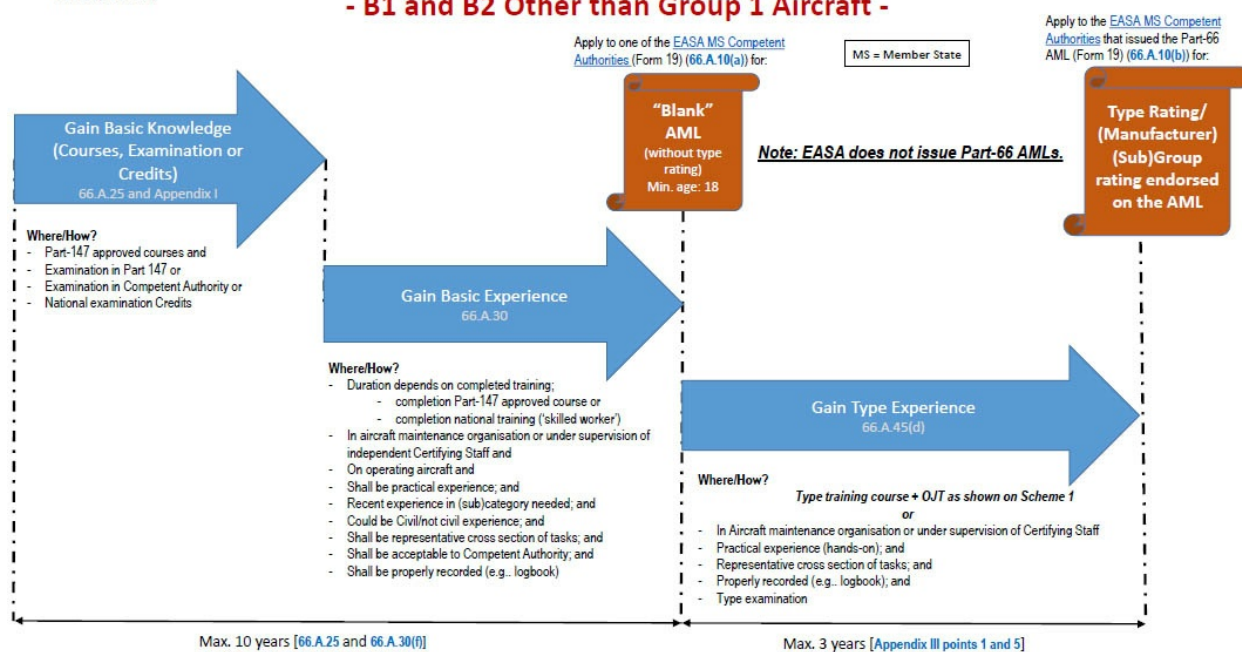 - B1 and B2 Other than Group 1 Aircraft -
Apply to one of the EASA MS Competent
Authorities (Form 19) (66.A.10(a)) for:
MS = Member State
Apply to the EASA MS Competent
Authorities that issued the Part-66
AML (Form 19) (66.A.10(b)) for:
Gain Basic Knowledge
(Courses, Examination or
Credits)
66.A.25 and Appendix I
"Blank"
AML
(without type
rating)
Min. age: 18
Note: EASA does not issue Part-66 AMLs.
Type Rating/
(Manufacturer)
(Sub)Group
rating endorsed
on the AML
Where/How?
- Part-147 approved courses and
- Examination in Part 147 or
- Examination in Competent Authority or
- National examination Credits
Gain Basic Experience
66.A.30
Where/How?
- Duration depends on completed training;
- completion Part-147 approved course or
- completion national training ('skilled worker')
- In aircraft maintenance organisation or under supervision of
independent Certifying Staff and
- On operating aircraft and
- Shall be practical experience; and
- Recent experience in (sub)category needed; and
- Could be Civil/not civil experience; and
- Shall be representative cross section of tasks; and
- Shall be acceptable to Competent Authority; and
- Shall be properly recorded (e.g.. logbook)
Gain Type Experience
66.A.45(d)
Where/How?
Type training course + OJT as shown on Scheme 1
or
- In Aircraft maintenance organisation or under supervision of Certifying Staff
- Practical experience (hands-on); and
- Representative cross section of tasks; and
- Properly recorded (e.g.. logbook); and
- Type examination
Max. 10 years [66.A.25 and 66.A.30(f)]
Max. 3 years [Appendix III points 1 and 5]